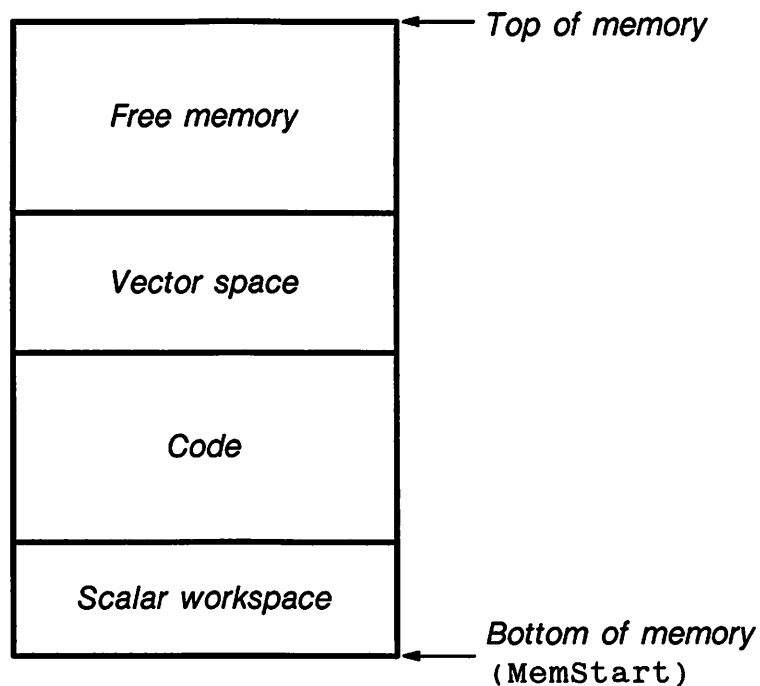 Top of memory
Free memory
Vector space
Code
Scalar workspace
Bottom of memory
(MemStart)